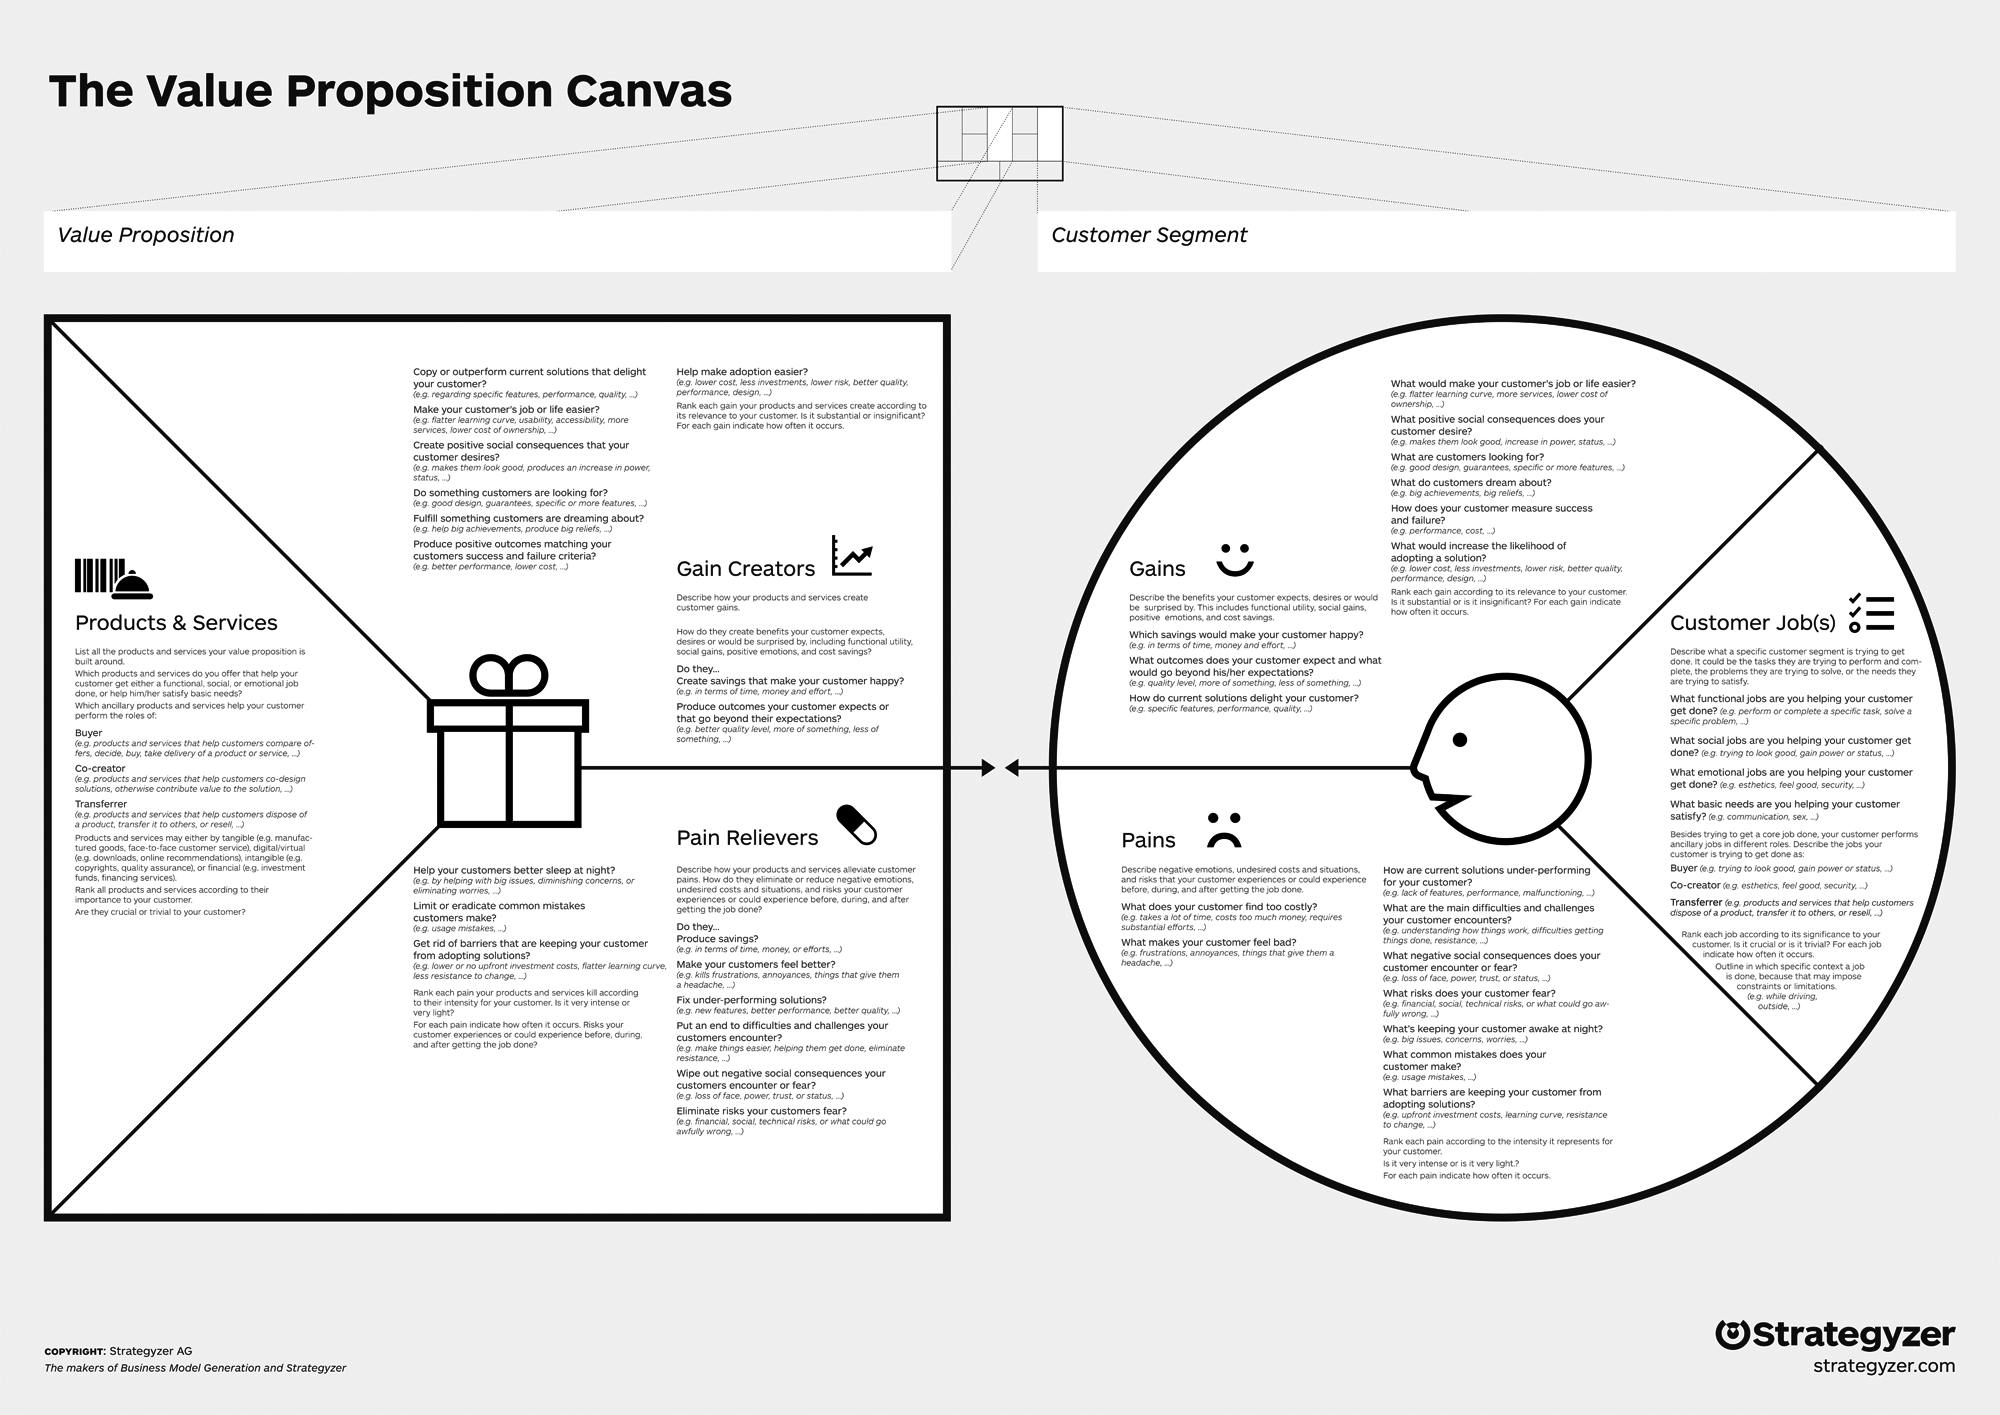 The Value Proposition Canvas
Value Proposition
Customer Segment
Products & Services
List all the products and services your value proposition is
built around.
Which products and services do you offer that help your
customer get either a functional, social, or emotional job
done, or help him/her satisfy basic needs?
Which ancillary products and services help your customer
perform the roles of:
Buyer
(e.g. products and services that help customers compare of-
fers, decide, buy, take delivery of a product or service, ...)
Co-creator
(e.g. products and services that help customers co-design
solutions, otherwise contribute value to the solution, ...)
Transferrer
(e.g. products and services that help customers dispose of
a product, transfer it to others, or resell, ...)
Products and services may either by tangible (e.g. manufac-
tured goods, face-to-face customer service), digital/virtual
(e.g. downloads, online recommendations), intangible (e.g.
copyrights, quality assurance), or financial (e.g. investment
funds, financing services).
Rank all products and services according to their
importance to your customer.
Are they crucial or trivial to your customer?
Gain Creators
Describe how your products and services create
customer gains.
How do they create benefits your customer expects,
desires or would be surprised by, including functional utility,
social gains, positive emotions, and cost savings?
Do they...
Create savings that make your customer happy?
(e.g. in terms of time, money and effort, ...)
Produce outcomes your customer expects or
that go beyond their expectations?
(e.g. better quality level, more of something, less of
something, ...)
Copy or outperform current solutions that delight
your customer?
(e.g. regarding specific features, performance, quality, ...)
Make your customer's job or life easier?
(e.g. flatter learning curve, usability, accessibility, more
services, lower cost of ownership, ...)
Create positive social consequences that your
customer desires?
(e.g. makes them look good, produces an increase in power,
status, ...)
Do something customers are looking for?
(e.g. good design, guarantees, specific or more features, ...)
Fulfill something customers are dreaming about?
(e.g. help big achievements, produce big reliefs, ...)
Produce positive outcomes matching your
customers success and failure criteria?
(e.g. better performance, lower cost, ...)
Help make adoption easier?
(e.g. lower cost, less investments, lower risk, better quality,
performance, design, ...)
Rank each gain your products and services create according to
its relevance to your customer. Is it substantial or insignificant?
For each gain indicate how often it occurs.
Pain Relievers
Describe how your products and services alleviate customer
pains. How do they eliminate or reduce negative emotions,
undesired costs and situations, and risks your customer
experiences or could experience before, during, and after
getting the job done?
Do they...
Produce savings?
(e.g. in terms of time, money, or efforts, ...)
Make your customers feel better?
(e.g. kills frustrations, annoyances, things that give them
a headache, ...)
Fix under-performing solutions?
(e.g. new features, better performance, better quality, ...)
Put an end to difficulties and challenges your
customers encounter?
(e.g. make things easier, helping them get done, eliminate
resistance, ...)
Wipe out negative social consequences your
customers encounter or fear?
(e.g. loss of face, power, trust, or status, ...)
Eliminate risks your customers fear?
(e.g. financial, social, technical risks, or what could go
awfully wrong, ...)
Help your customers better sleep at night?
(e.g. by helping with big issues, diminishing concerns, or
eliminating worries, ...)
Limit or eradicate common mistakes
customers make?
(e.g. usage mistakes, ...)
Get rid of barriers that are keeping your customer
from adopting solutions?
(e.g. lower or no upfront investment costs, flatter learning curve,
less resistance to change, ...)
Rank each pain your products and services kill according
to their intensity for your customer. Is it very intense or
very light?
For each pain indicate how often it occurs. Risks your
customer experiences or could experience before, during,
and after getting the job done?
Gains
Describe the benefits your customer expects, desires or would
be surprised by. This includes functional utility, social gains,
positive emotions, and cost savings.
Which savings would make your customer happy?
(e.g. in terms of time, money and effort, ...)
What outcomes does your customer expect and what
would go beyond his/her expectations?
(e.g. quality level, more of something, less of something, ...)
How do current solutions delight your customer?
(e.g. specific features, performance, quality, ...)
What would make your customer's job or life easier?
(e.g. flatter learning curve, more services, lower cost of
ownership, ...)
What positive social consequences does your
customer desire?
(e.g. makes them look good, increase in power, status, ...)
What are customers looking for?
(e.g. good design, guarantees, specific or more features, ...)
What do customers dream about?
(e.g. big achievements, big reliefs, ...)
How does your customer measure success
and failure?
(e.g. performance, cost, ...)
What would increase the likelihood of
adopting a solution?
(e.g. lower cost, less investments, lower risk, better quality,
performance, design, ...)
Rank each gain according to its relevance to your customer.
Is it substantial or is it insignificant? For each gain indicate
how often it occurs.
Pains
Describe negative emotions, undesired costs and situations,
and risks that your customer experiences or could experience
before, during, and after getting the job done.
What does your customer find too costly?
(e.g. takes a lot of time, costs too much money, requires
substantial efforts, ...)
What makes your customer feel bad?
(e.g. frustrations, annoyances, things that give them a
headache, ...)
How are current solutions under-performing
for your customer?
(e.g. lack of features, performance, malfunctioning, ...)
What are the main difficulties and challenges
your customer encounters?
(e.g. understanding how things work, difficulties getting
things done, resistance, ...)
What negative social consequences does your
customer encounter or fear?
(e.g. loss of face, power, trust, or status, ...)
What risks does your customer fear?
(e.g. financial, social, technical risks, or what could go aw-
fully wrong, ...)
What's keeping your customer awake at night?
(e.g. big issues, concerns, worries, ...)
What common mistakes does your
customer make?
(e.g. usage mistakes, ...)
What barriers are keeping your customer from
adopting solutions?
(e.g. upfront investment costs, learning curve, resistance
to change, ...)
Rank each pain according to the intensity it represents for
your customer.
Is it very intense or is it very light.?
For each pain indicate how often it occurs.
Customer Job(s)
Describe what a specific customer segment is trying to get
done. It could be the tasks they are trying to perform and com-
plete, the problems they are trying to solve, or the needs they
are trying to satisfy.
What functional jobs are you helping your customer
get done? (e.g. perform or complete a specific task, solve a
specific problem, ...)
What social jobs are you helping your customer get
done? (e.g. trying to look good, gain power or status, ...)
What emotional jobs are you helping your customer
get done? (e.g. esthetics, feel good, security, ...)
What basic needs are you helping your customer
satisfy? (e.g. communication, sex, ...)
Besides trying to get a core job done, your customer performs
ancillary jobs in different roles. Describe the jobs your
customer is trying to get done as:
Buyer (e.g. trying to look good, gain power or status, ...)
Co-creator (e.g. esthetics, feel good, security, ...)
Transferrer (e.g. products and services that help customers
dispose of a product, transfer it to others, or resell, ...)
Rank each job according to its significance to your
customer. Is it crucial or is it trivial? For each job
indicate how often it occurs.
Outline in which specific context a job
is done, because that may impose
constraints or limitations.
(e.g. while driving,
outside, ...)
COPYRIGHT: Strategyzer AG
The makers of Business Model Generation and Strategyzer
Strategyzer
strategyzer.com